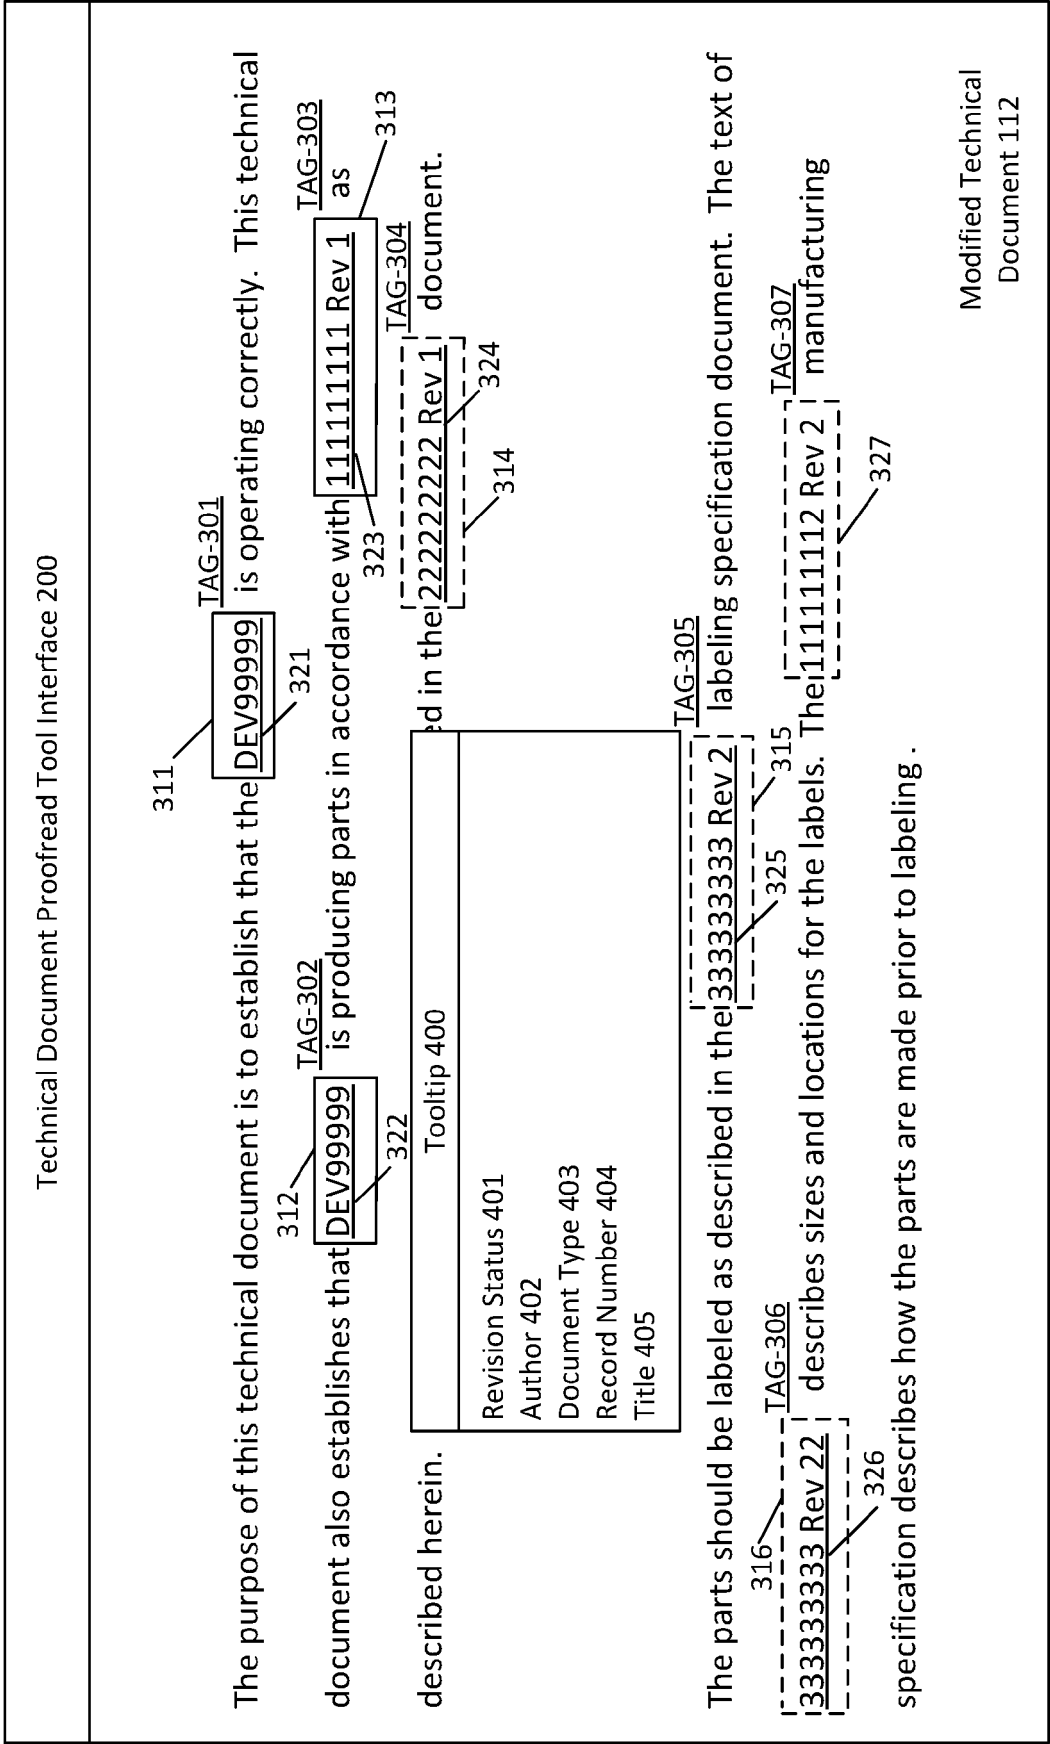 Technical Document Proofread Tool Interface 200
311
TAG-301
The purpose of this technical document is to establish that the DEV99999 is operating correctly. This technical
321
312
TAG-302
TAG-303
document also establishes that DEV99999 is producing parts in accordance with 1111111111 Rev 1 as
322
323
313
TAG-304
described herein.
ed in the 2222222222 Rev 1 document.
314
324
Tooltip 400
Revision Status 401
Author 402
Document Type 403
Record Number 404
Title 405
TAG-305
The parts should be labeled as described in the 3333333333 Rev 2 labeling specification document. The text of
325
315
316
TAG-306
TAG-307
3333333333 Rev 22 describes sizes and locations for the labels. The 1111111112 Rev 2 manufacturing
326
327
specification describes how the parts are made prior to labeling .
Modified Technical
Document 112